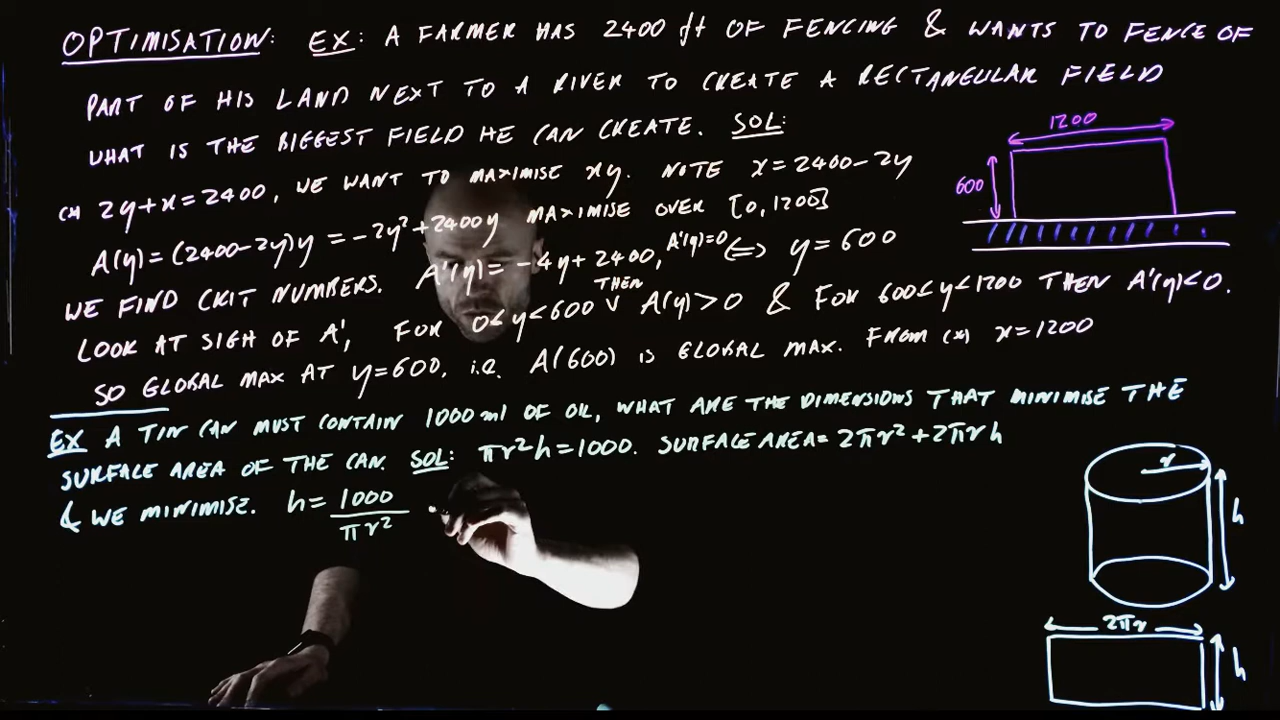 OPTIMISATION: EX: A FARMER HAS 2400 ft OF FENCING & WANTS TO FENCE OF
PART OF HIS LAND NEXT TO A RIVER TO CREATE A RECTANGULAR FIELD
WHAT IS THE BIGGEST FIELD HE CAN CREATE. SOL:
(*) 2y+x=2400, WE WANT TO MAXIMISE xy. NOTE x=2400-2y
A(y)=(2400-2y)y = -2y²+2400y MAXIMISE OVER [0,1200]
WE FIND CRIT NUMBERS. A'(y)= -4y+2400, A'(y)=0 ⇔ y=600
LOOK AT SIGN OF A', FOR 0<y<600 THEN A(y)>0 & FOR 600<y<1200 THEN A'(y)<0.
SO GLOBAL MAX AT y=600, i.e. A(600) IS GLOBAL MAX. FROM (*) x=1200
1200
600
EX A TIN CAN MUST CONTAIN 1000 ml OF OIL, WHAT ARE THE DIMENSIONS THAT MINIMISE THE
SURFACE AREA OF THE CAN. SOL: πr²h=1000. SURFACE AREA= 2πr²+2πrh
& WE MINIMISE. h= 1000/πr²
r
h
2πr
h